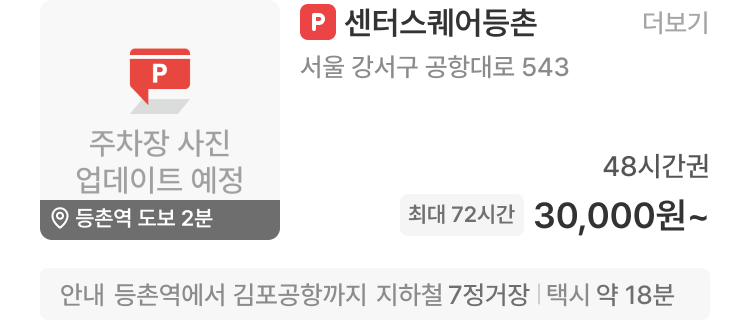 P 센터스퀘어등촌 더보기
서울 강서구 공항대로 543
P
주차장 사진
업데이트 예정
등촌역 도보 2분
48시간권
최대 72시간 30,000원~
안내 등촌역에서 김포공항까지 지하철 7정거장 | 택시 약 18분